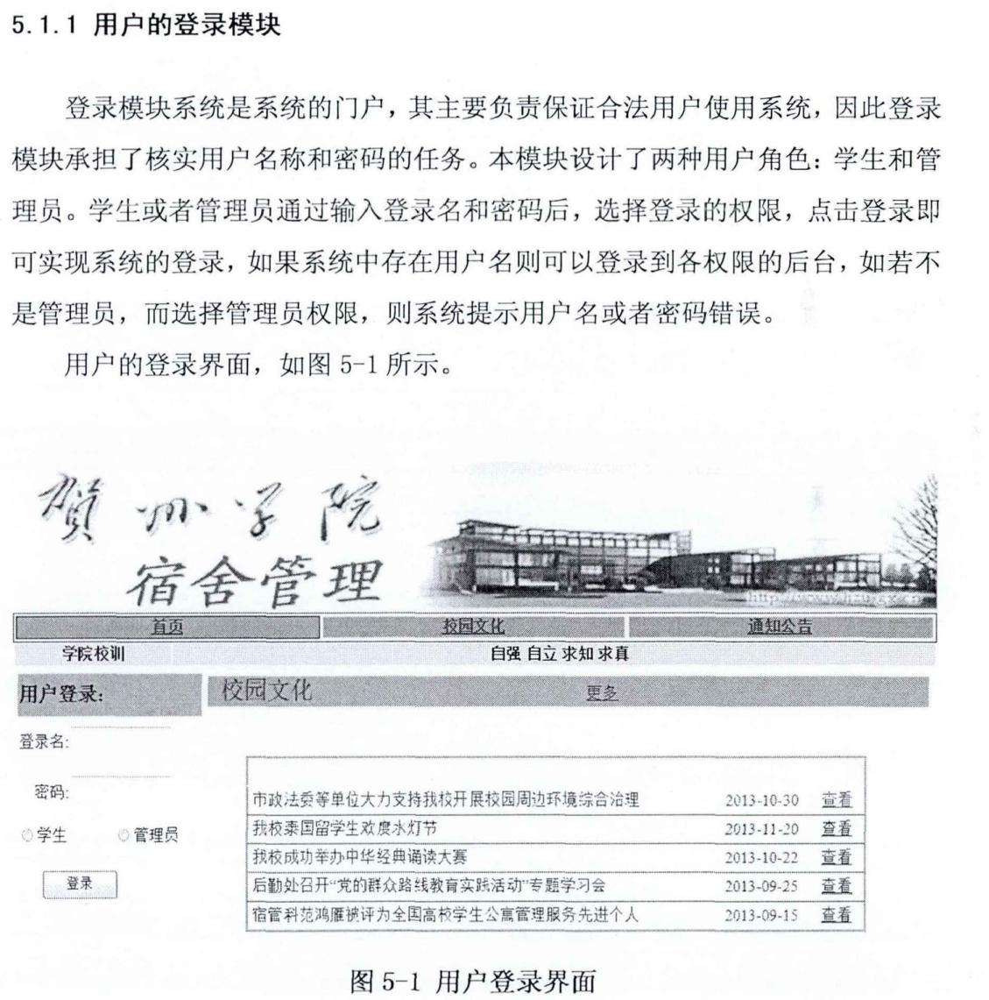 5.1.1 用户的登录模块
登录模块系统是系统的门户，其主要负责保证合法用户使用系统，因此登录
模块承担了核实用户名称和密码的任务。本模块设计了两种用户角色：学生和管
理员。学生或者管理员通过输入登录名和密码后，选择登录的权限，点击登录即
可实现系统的登录，如果系统中存在用户名则可以登录到各权限的后台，如若不
是管理员，而选择管理员权限，则系统提示用户名或者密码错误。
用户的登录界面，如图 5-1 所示。
賀州学院
宿舍管理
首页 校园文化 通知公告
学院校训 自强 自立 求知 求真
用户登录: 校园文化 更多
登录名:
密码:
学生 管理员
登录
市政法委等单位大力支持我校开展校园周边环境综合治理 2013-10-30 查看
我校泰国留学生欢度水灯节 2013-11-20 查看
我校成功举办中华经典诵读大赛 2013-10-22 查看
后勤处召开“党的群众路线教育实践活动”专题学习会 2013-09-25 查看
宿管科范鸿雁被评为全国高校学生公寓管理服务先进个人 2013-09-15 查看
图 5-1 用户登录界面